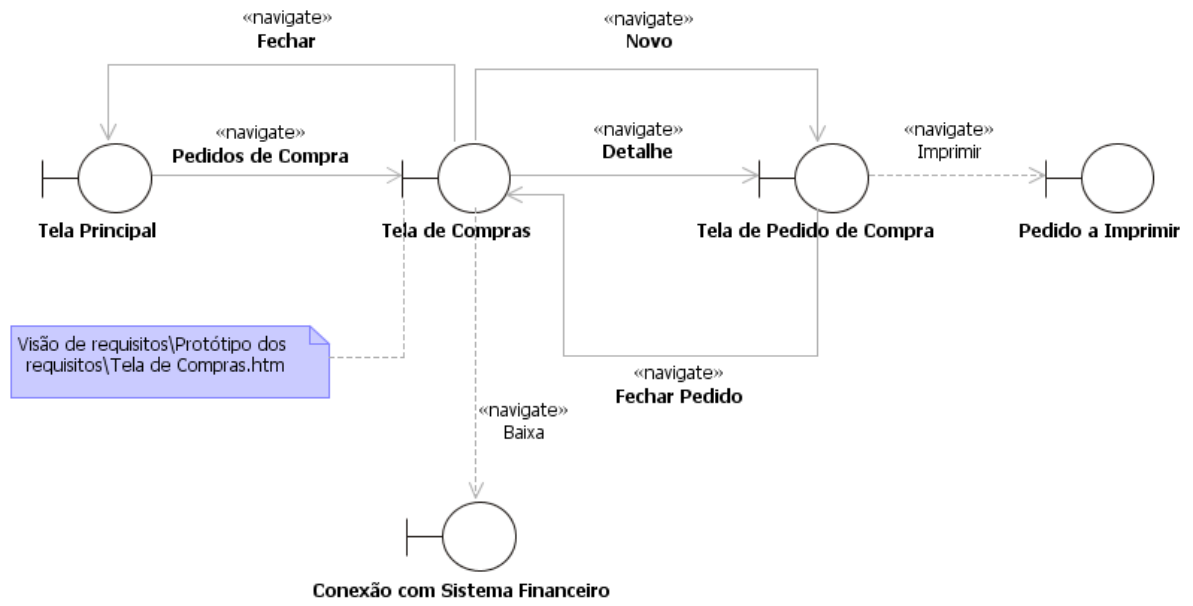 «navigate»
Fechar
«navigate»
Novo
«navigate»
Pedidos de Compra
«navigate»
Detalhe
«navigate»
Imprimir
Tela Principal
Tela de Compras
Tela de Pedido de Compra
Pedido a Imprimir
Visão de requisitos\Protótipo dos
requisitos\Tela de Compras.htm
«navigate»
Fechar Pedido
«navigate»
Baixa
Conexão com Sistema Financeiro